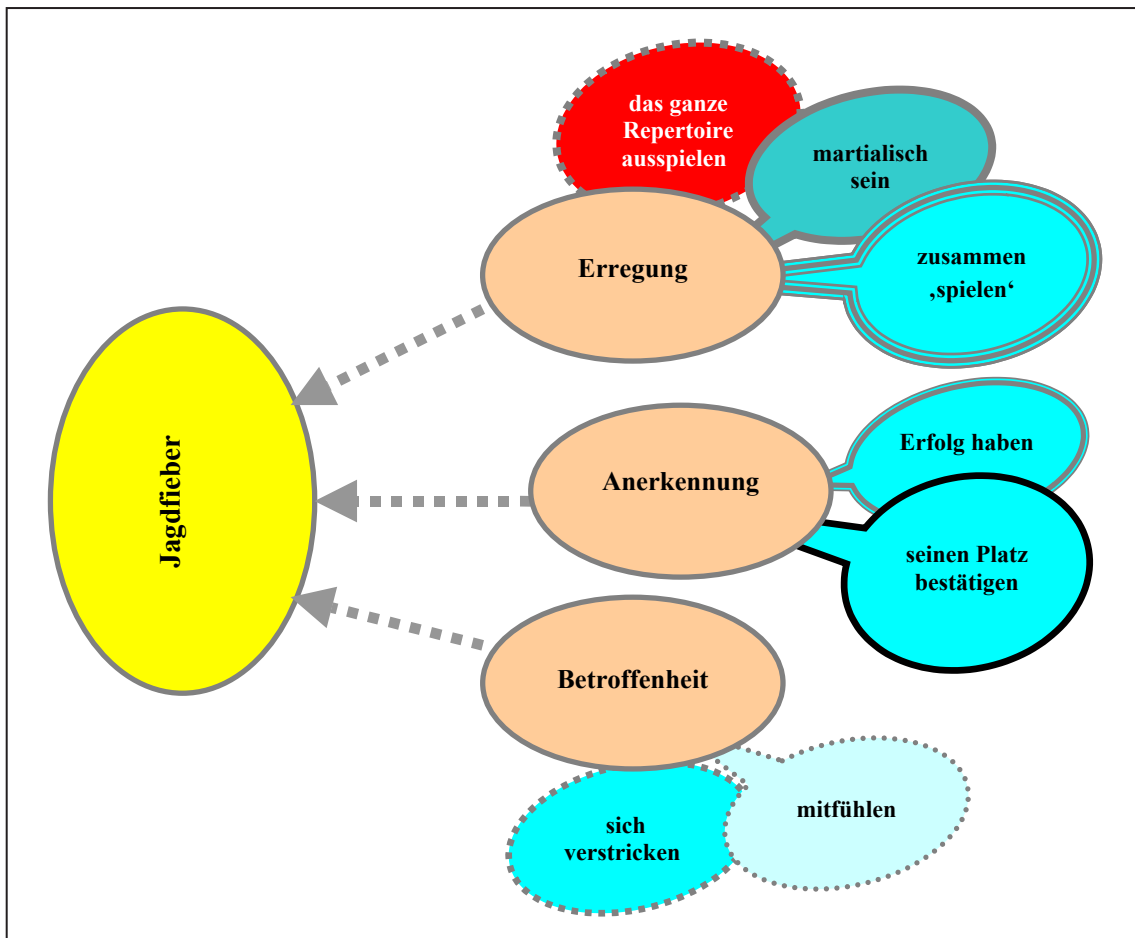 das ganze
Repertoire
ausspielen
martialisch
sein
Erregung
zusammen
‚spielen‘
Jagdfieber
Erfolg haben
Anerkennung
seinen Platz
bestätigen
Betroffenheit
mitfühlen
sich
verstricken